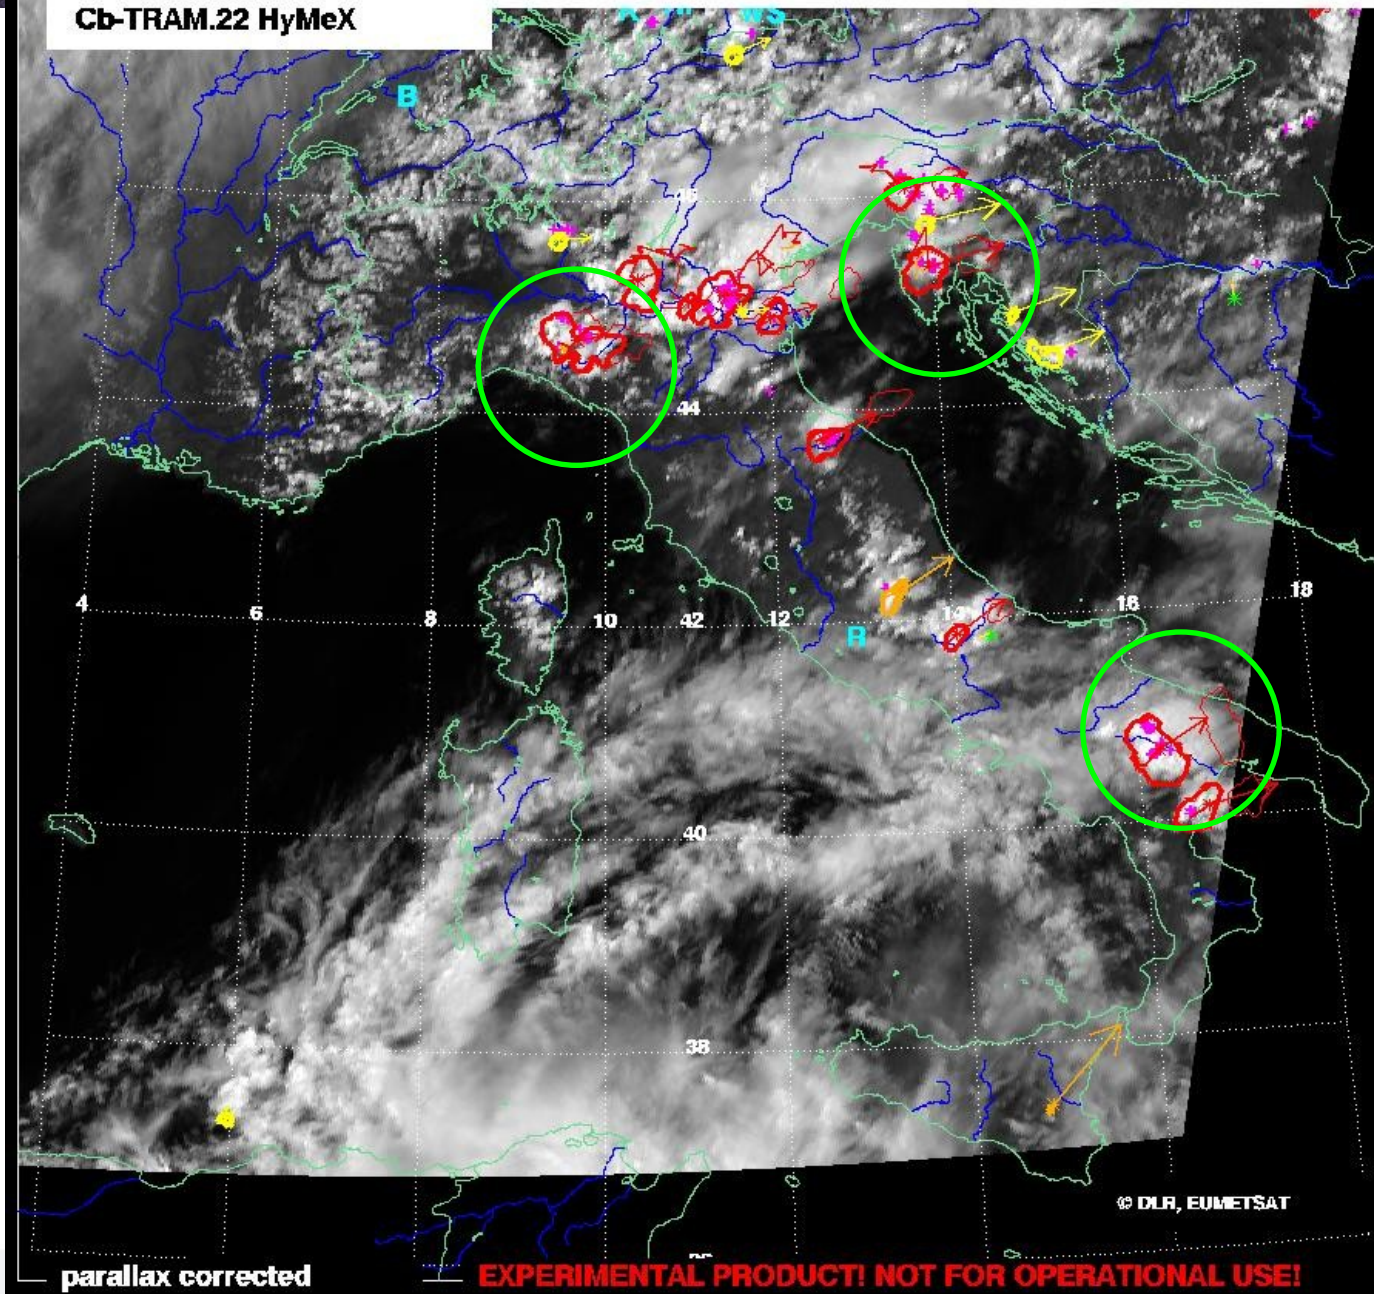 Cb-TRAM.22 HyMeX
B
44
4
6
8
10
42
12
14
16
18
R
40
38
© DLR, EUMETSAT
parallax corrected
EXPERIMENTAL PRODUCT! NOT FOR OPERATIONAL USE!